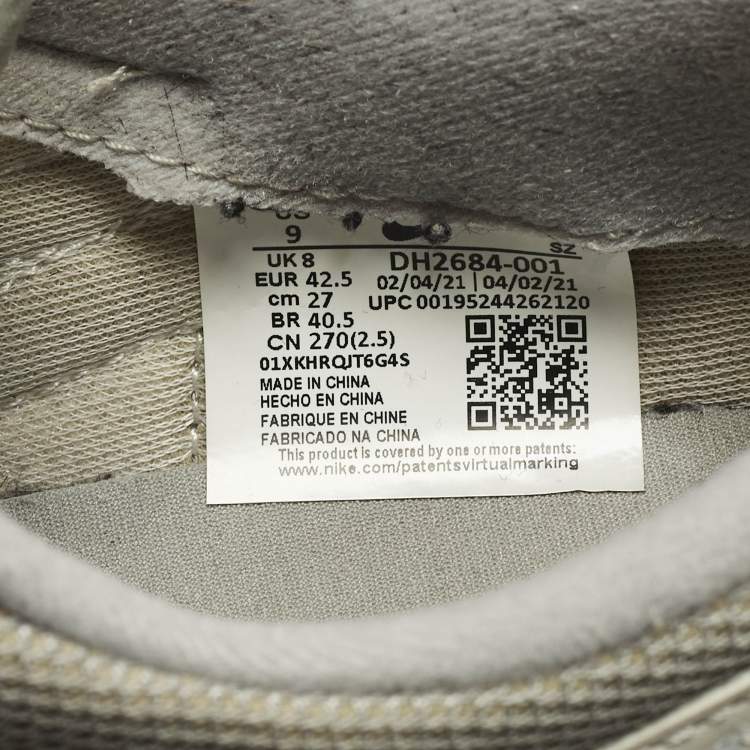 US
9
SZ
UK 8
DH2684-001
EUR 42.5
02/04/21 | 04/02/21
cm 27
UPC 00195244262120
BR 40.5
CN 270(2.5)
01XKHRQJT6G4S
MADE IN CHINA
HECHO EN CHINA
FABRIQUE EN CHINE
FABRICADO NA CHINA
This product is covered by one or more patents:
www.nike.com/patentsvirtualmarking